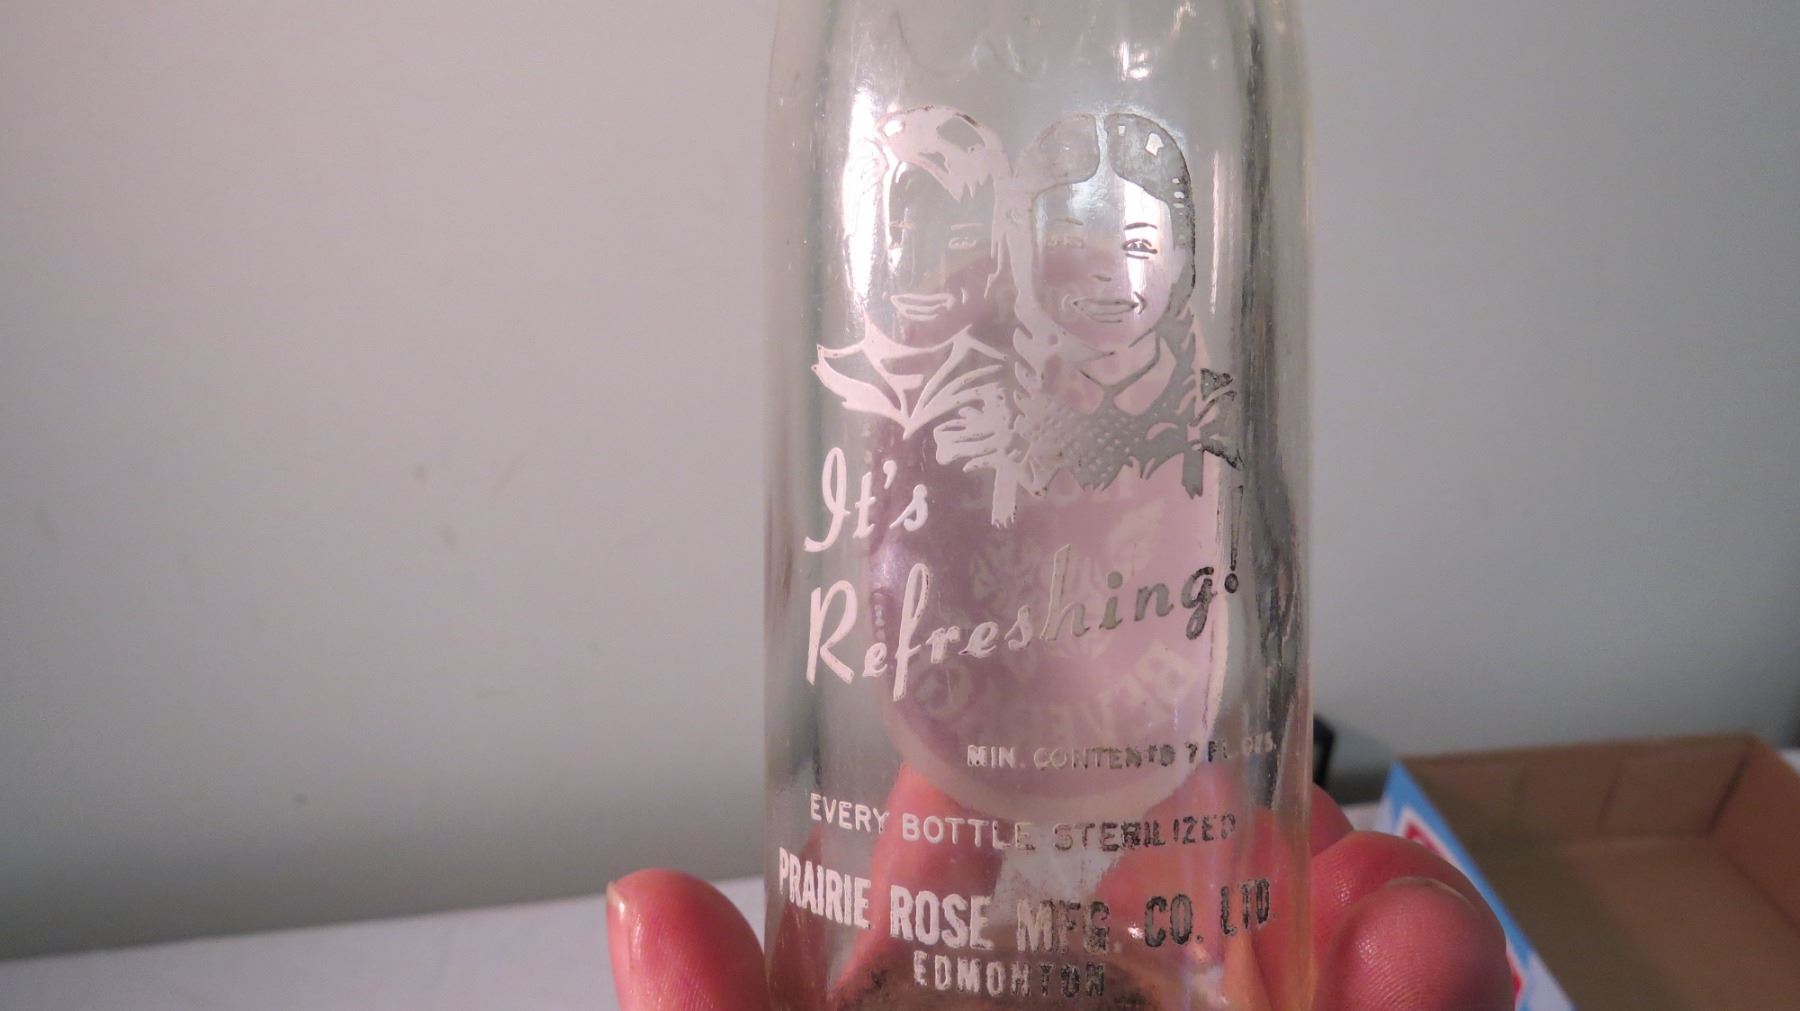 It's
Refreshing!
MIN. CONTENTS 7 FL. OZS.
EVERY BOTTLE STERILIZED
PRAIRIE ROSE MFG. CO. LTD.
EDMONTON